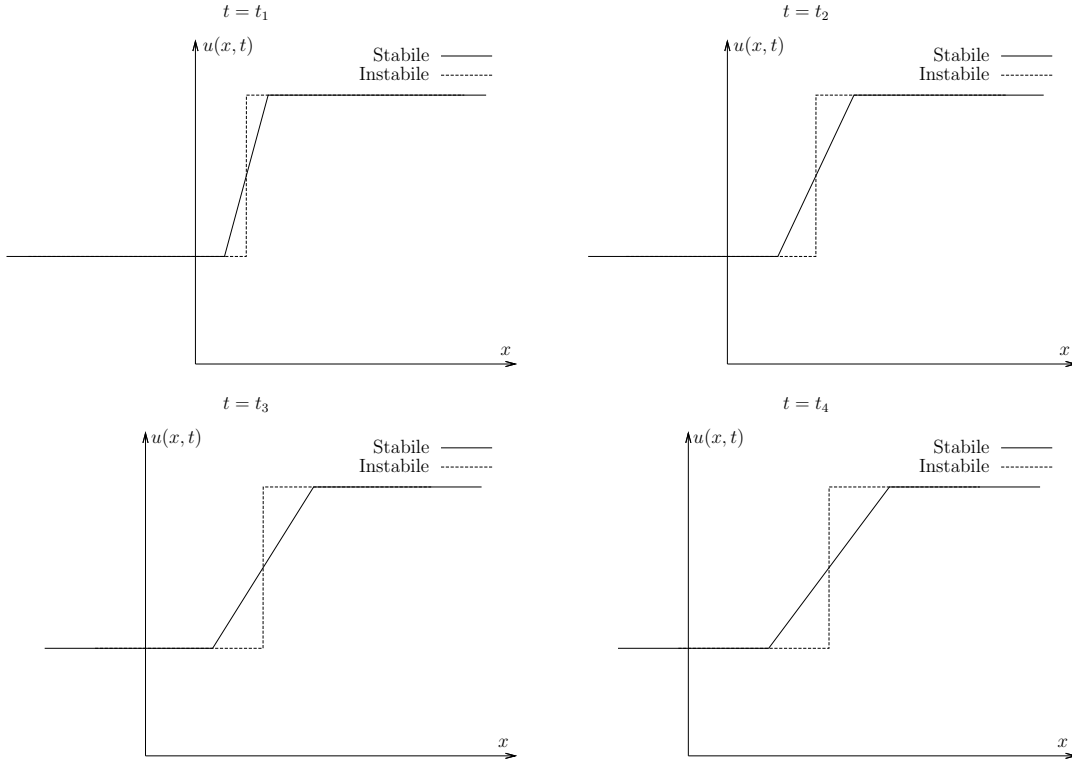 t = t₁
u(x, t)
Stabile
Instabile
x
t = t₂
u(x, t)
Stabile
Instabile
x
t = t₃
u(x, t)
Stabile
Instabile
x
t = t₄
u(x, t)
Stabile
Instabile
x